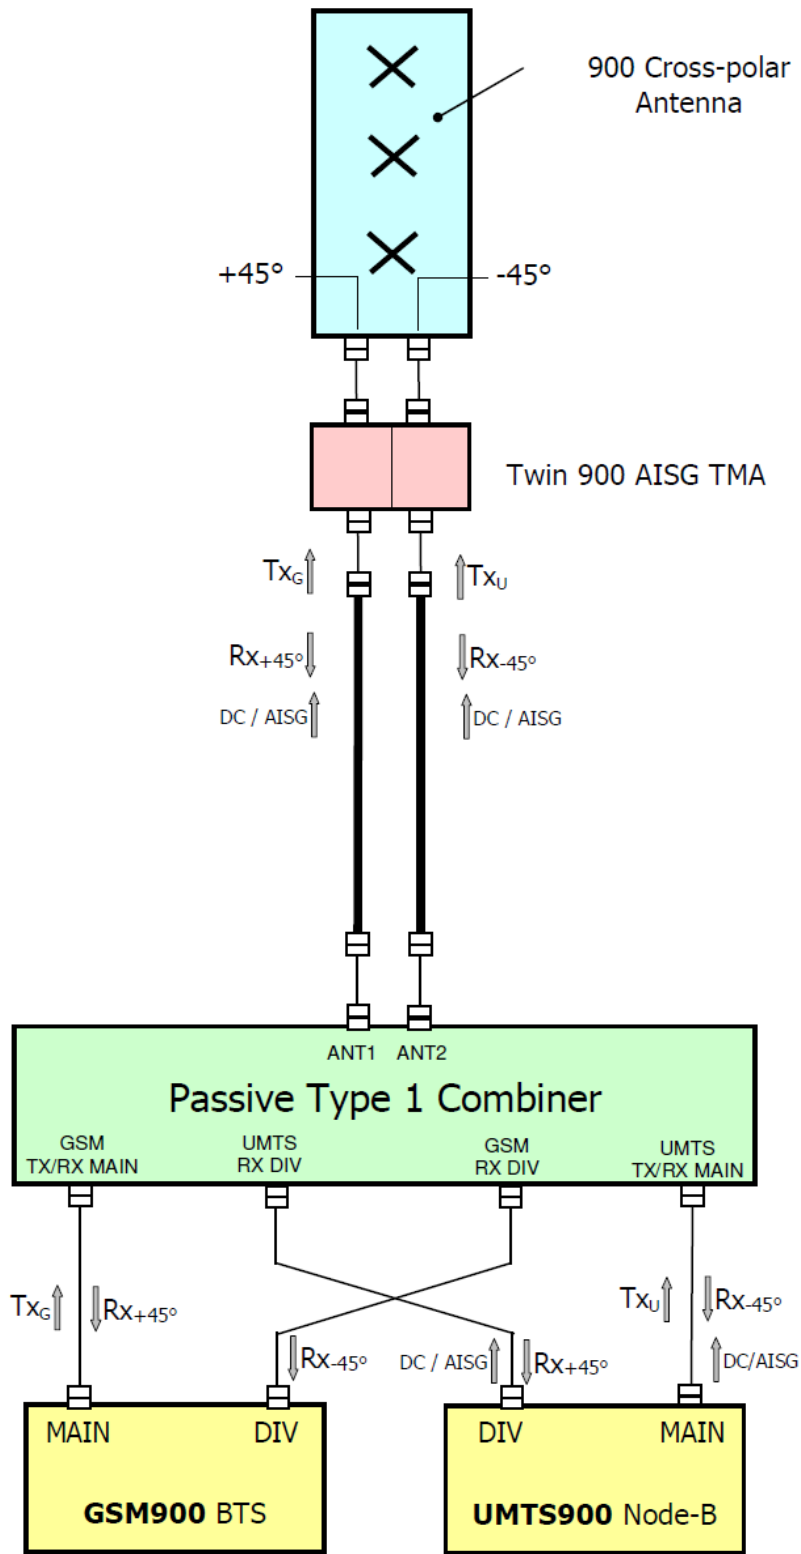 900 Cross-polar
Antenna
+45° -45°
Twin 900 AISG TMA
TxG TxU
Rx+45° Rx-45°
DC / AISG DC / AISG
ANT1 ANT2
Passive Type 1 Combiner
GSM
TX/RX MAIN
UMTS
RX DIV
GSM
RX DIV
UMTS
TX/RX MAIN
TxG Rx+45°
TxU Rx-45°
Rx-45°
DC / AISG Rx+45°
DC/AISG
MAIN DIV
DIV MAIN
GSM900 BTS
UMTS900 Node-B